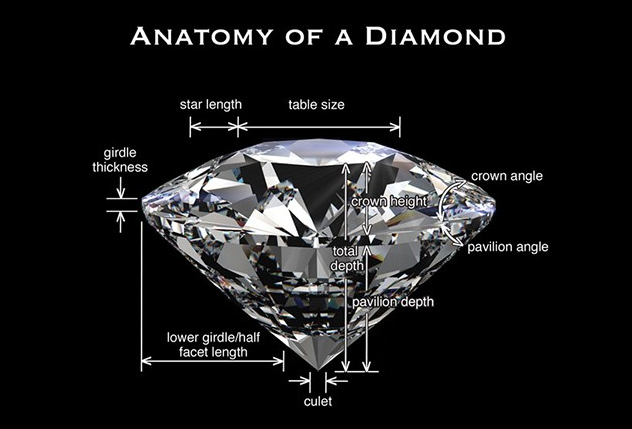 ANATOMY OF A DIAMOND
star length
table size
girdle
thickness
crown angle
crown height
pavilion angle
total
depth
pavilion depth
lower girdle/half
facet length
culet